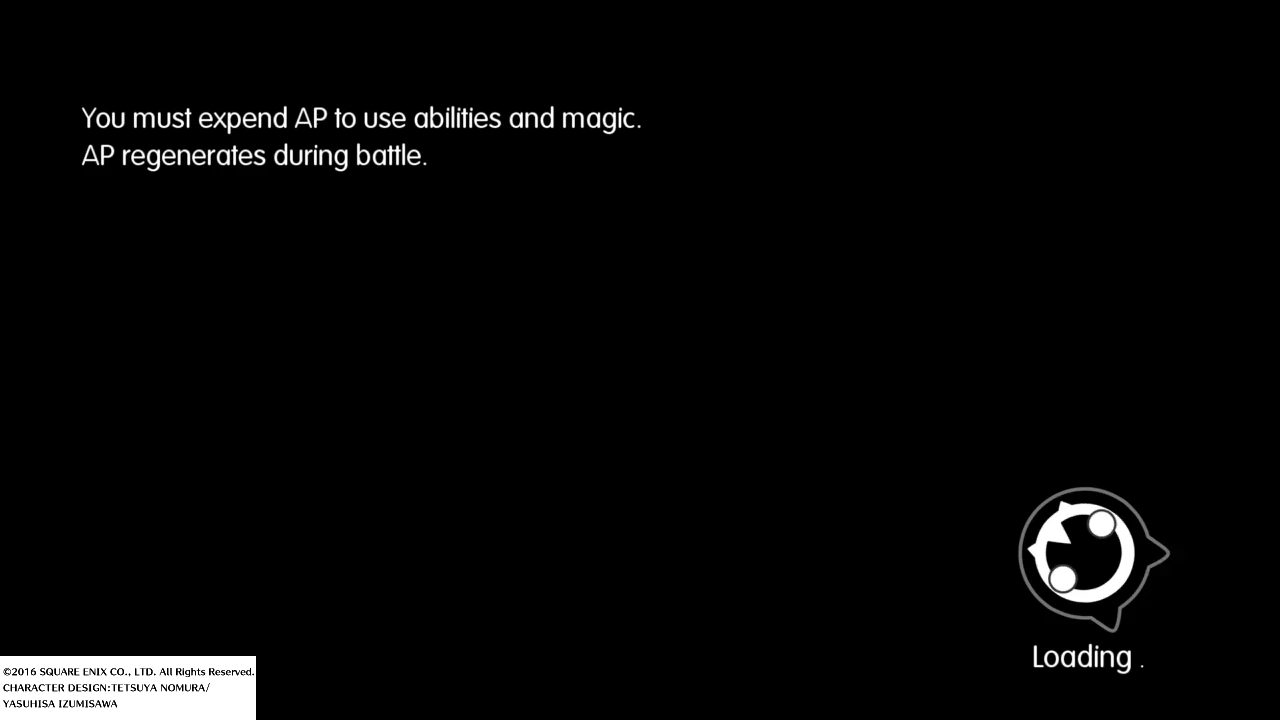 You must expend AP to use abilities and magic.
AP regenerates during battle.
Loading .
©2016 SQUARE ENIX CO., LTD. All Rights Reserved.
CHARACTER DESIGN:TETSUYA NOMURA/
YASUHISA IZUMISAWA